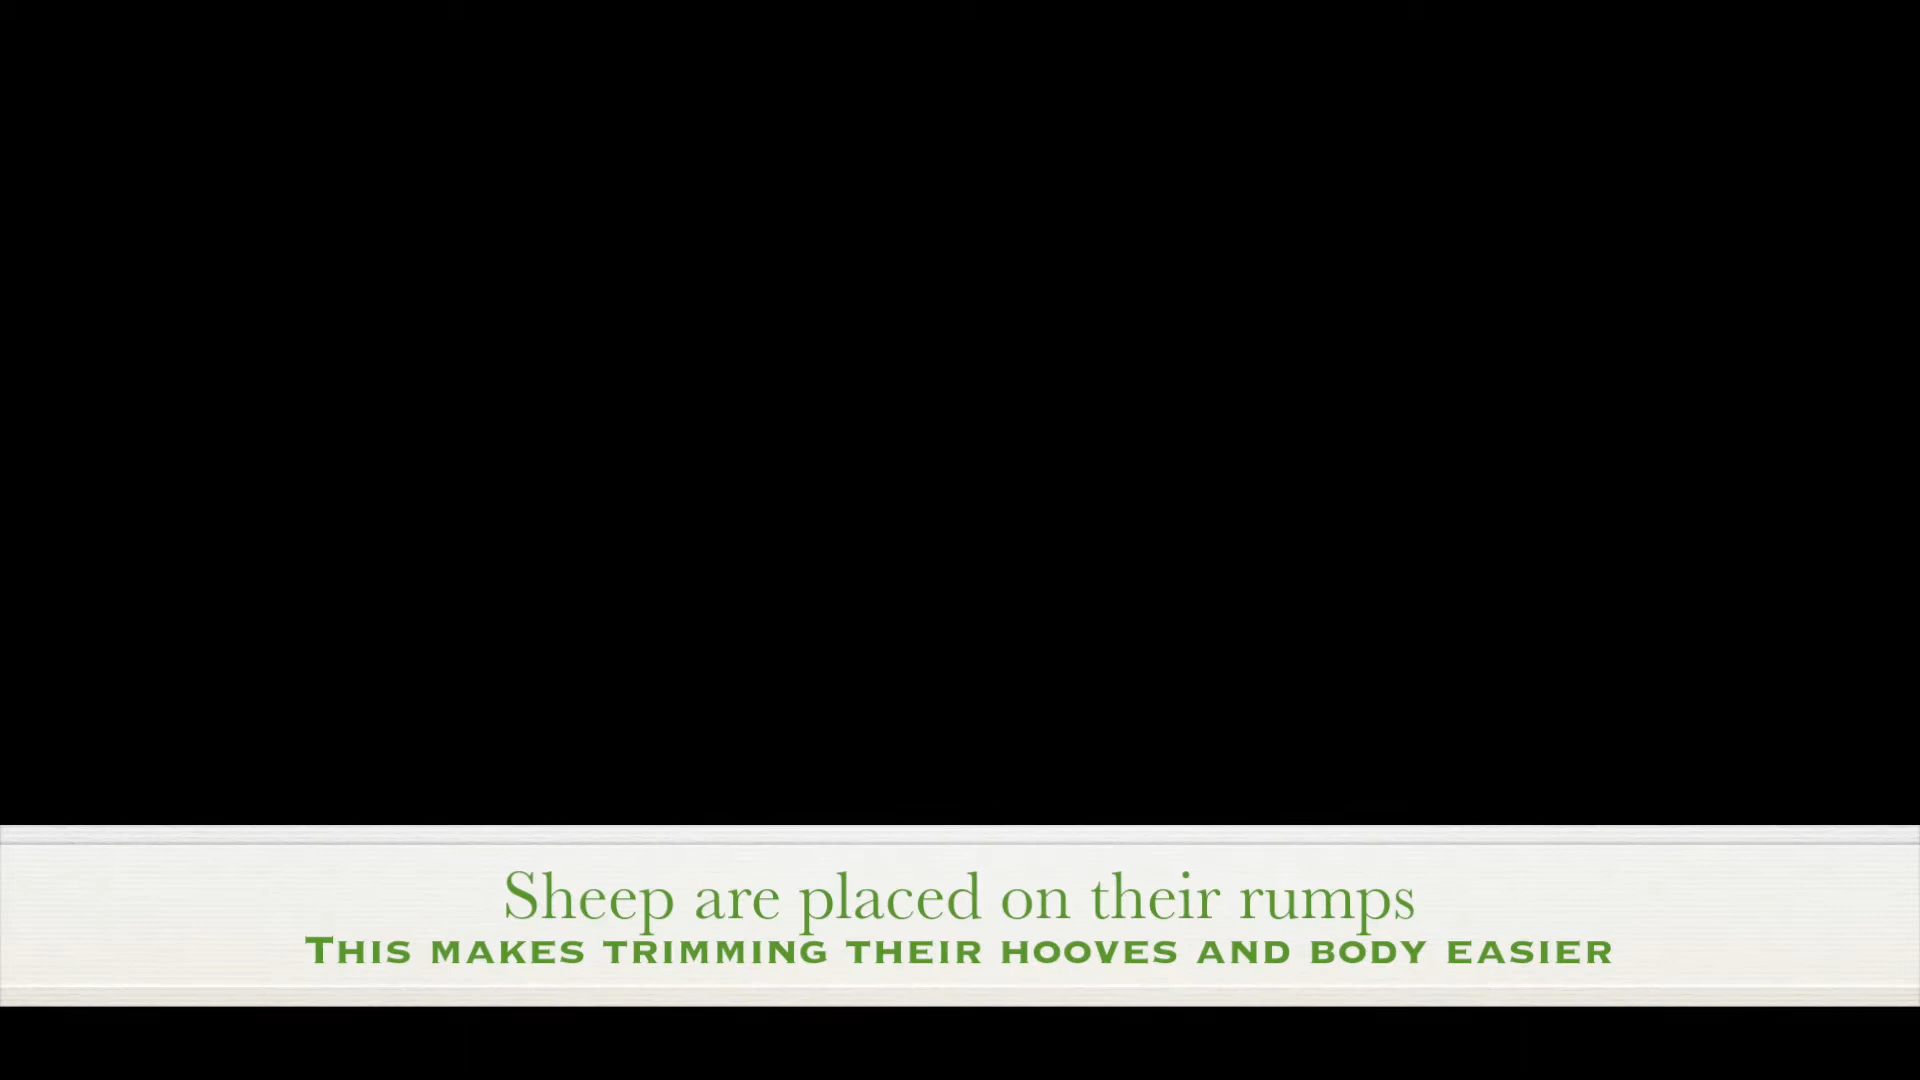 Sheep are placed on their rumps
This makes trimming their hooves and body easier